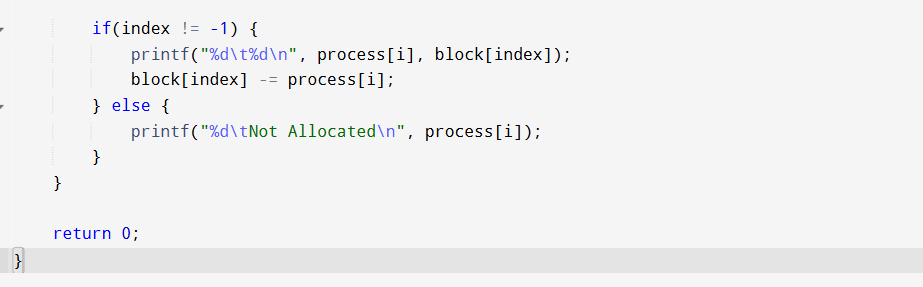 if(index != -1) {
printf("%d\t%d\n", process[i], block[index]);
block[index] -= process[i];
} else {
printf("%d\tNot Allocated\n", process[i]);
}
}
return 0;
}